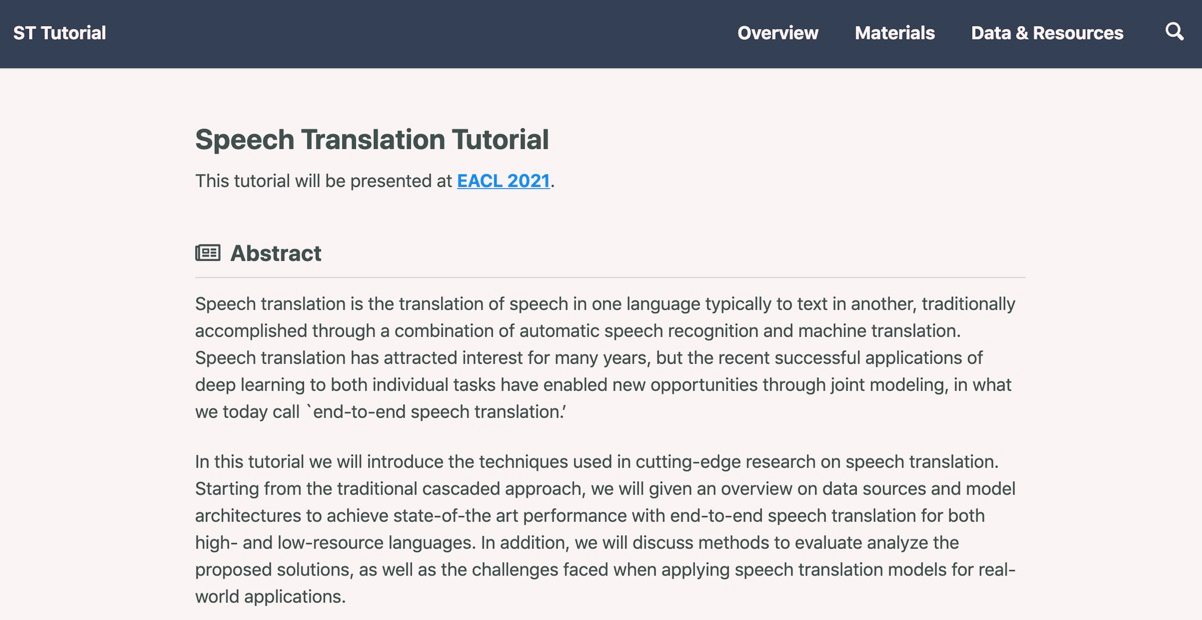 ST Tutorial
Overview
Materials
Data & Resources
Speech Translation Tutorial
This tutorial will be presented at EACL 2021.
Abstract
Speech translation is the translation of speech in one language typically to text in another, traditionally
accomplished through a combination of automatic speech recognition and machine translation.
Speech translation has attracted interest for many years, but the recent successful applications of
deep learning to both individual tasks have enabled new opportunities through joint modeling, in what
we today call `end-to-end speech translation.’
In this tutorial we will introduce the techniques used in cutting-edge research on speech translation.
Starting from the traditional cascaded approach, we will given an overview on data sources and model
architectures to achieve state-of-the art performance with end-to-end speech translation for both
high- and low-resource languages. In addition, we will discuss methods to evaluate analyze the
proposed solutions, as well as the challenges faced when applying speech translation models for real-
world applications.